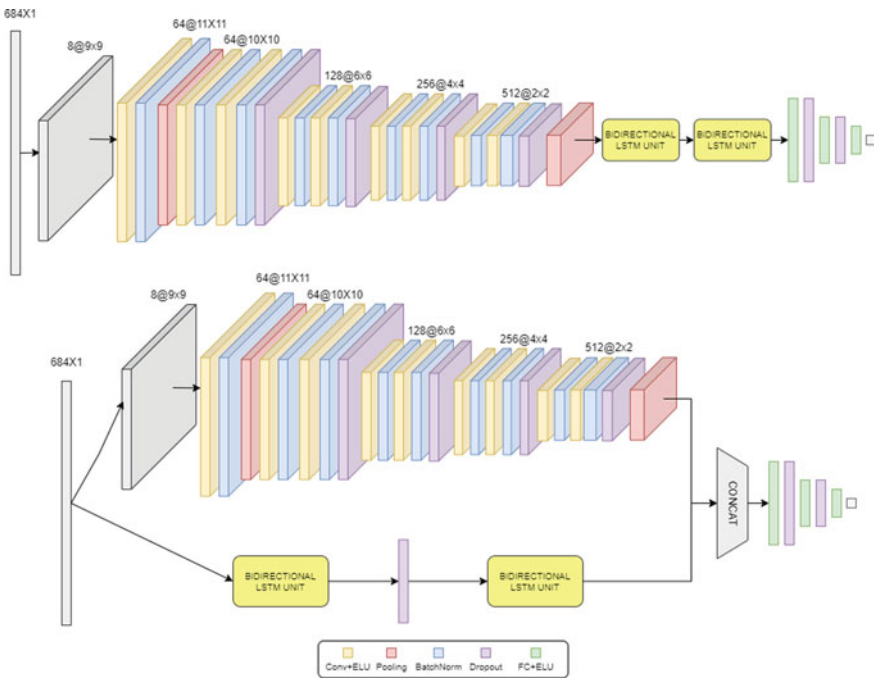 684X1
8@9x9
64@11X11
64@10X10
128@6x6
256@4x4
512@2x2
BIDIRECTIONAL
LSTM UNIT
BIDIRECTIONAL
LSTM UNIT
684X1
8@9x9
64@11X11
64@10X10
128@6x6
256@4x4
512@2x2
BIDIRECTIONAL
LSTM UNIT
BIDIRECTIONAL
LSTM UNIT
CONCAT
Conv+ELU Pooling BatchNorm Dropout FC+ELU